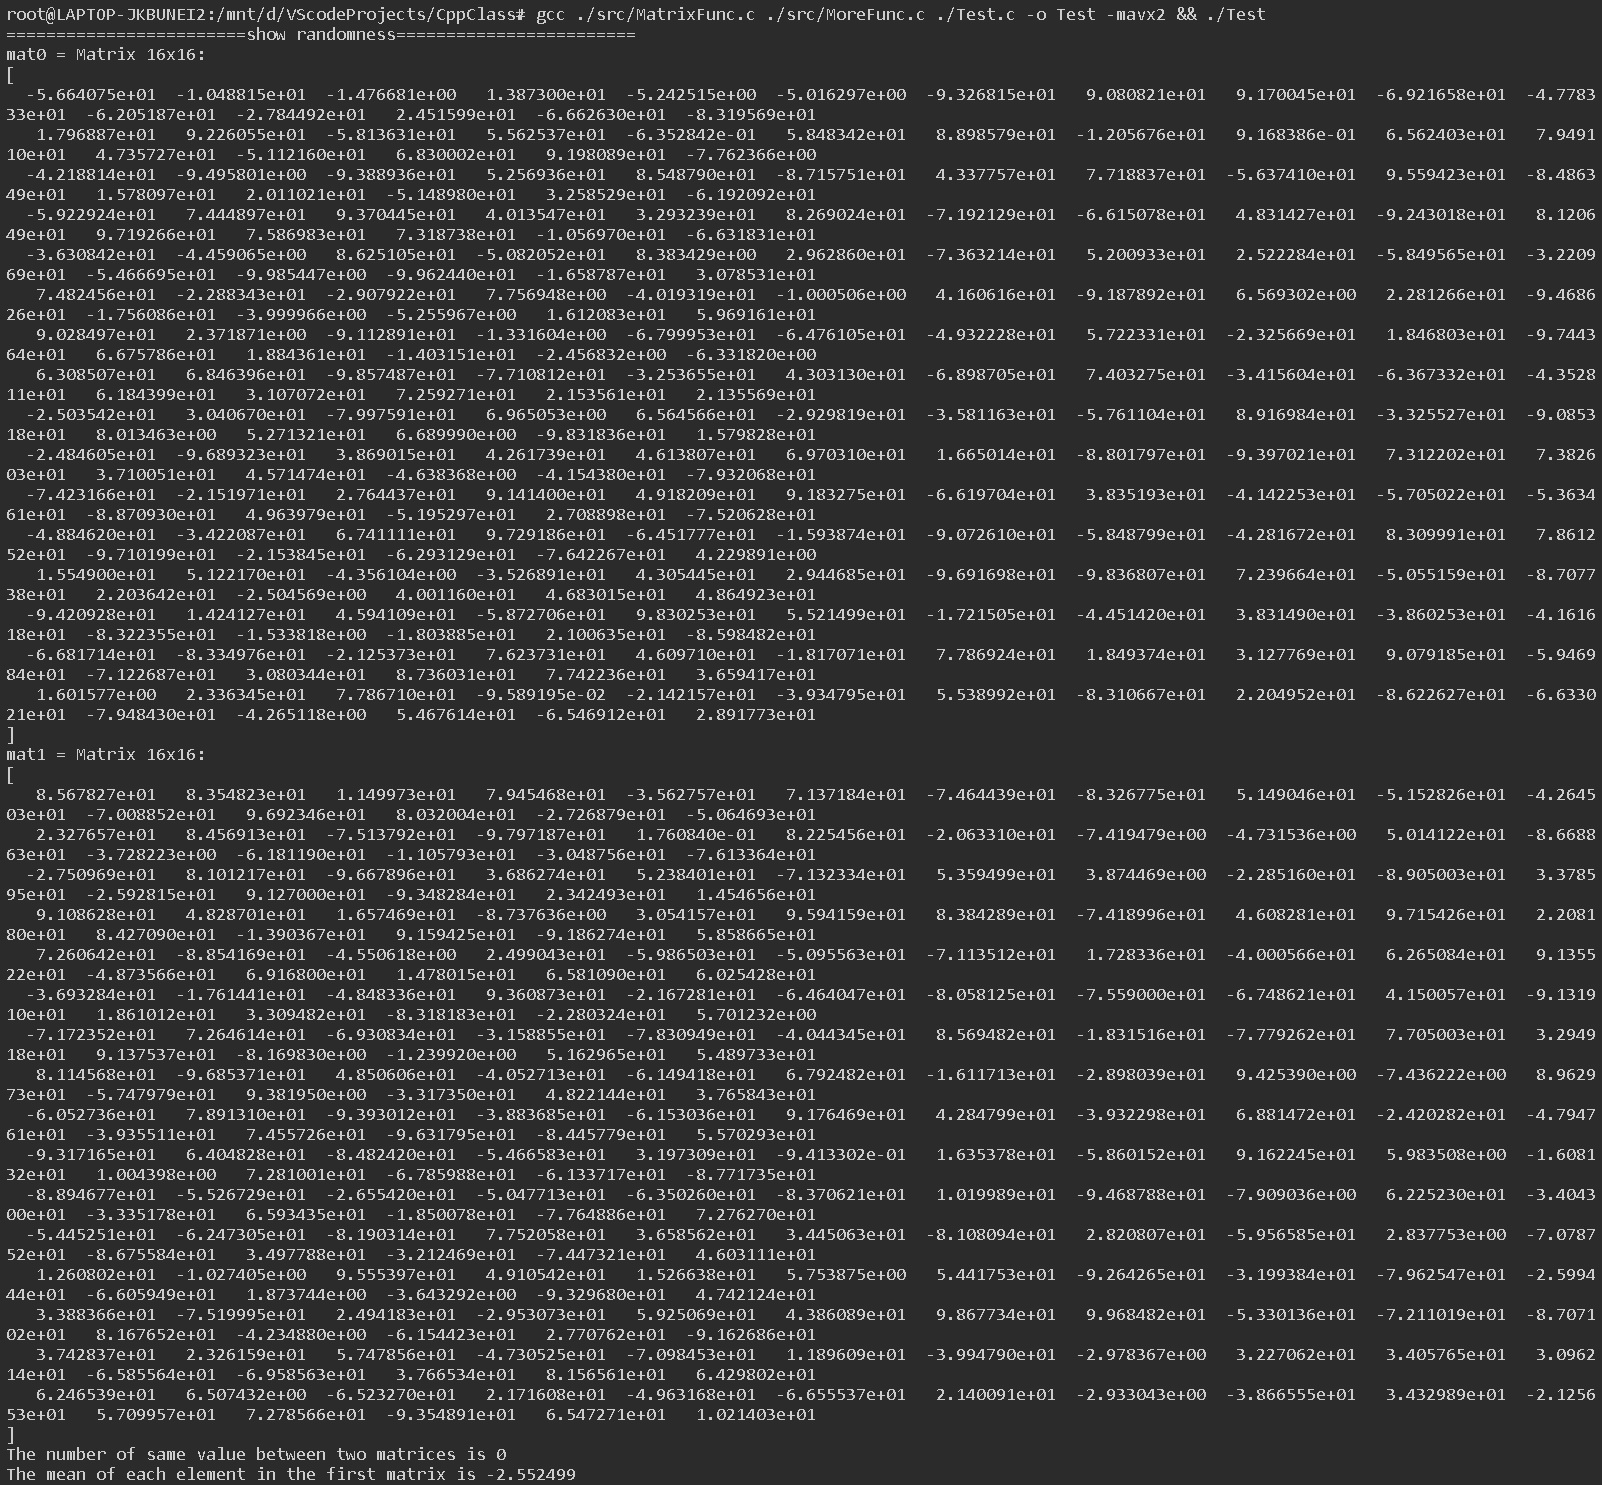 root@LAPTOP-JKBUNEI2:/mnt/d/VScodeProjects/CppClass# gcc ./src/MatrixFunc.c ./src/MoreFunc.c ./Test.c -o Test -mavx2 && ./Test
========================show randomness========================
mat0 = Matrix 16x16:
[
-5.664075e+01 -1.048815e+01 -1.476681e+00 1.387300e+01 -5.242515e+00 -5.016297e+00 -9.326815e+01 9.080821e+01 9.170045e+01 -6.921658e+01 -4.7783
33e+01 -6.205187e+01 -2.784492e+01 2.451599e+01 -6.662630e+01 -8.319569e+01
1.796887e+01 9.226055e+01 -5.813631e+01 5.562537e+01 -6.352842e-01 5.848342e+01 8.898579e+01 -1.205676e+01 9.168386e-01 6.562403e+01 7.9491
10e+01 4.735727e+01 -5.112160e+01 6.830002e+01 9.198089e+01 -7.762366e+00
-4.218814e+01 -9.495801e+00 -9.388936e+01 5.256936e+01 8.548790e+01 -8.715751e+01 4.337757e+01 7.718837e+01 -5.637410e+01 9.559423e+01 -8.4863
49e+01 1.578097e+01 2.011021e+01 -5.148980e+01 3.258529e+01 -6.192092e+01
-5.922924e+01 7.444897e+01 9.370445e+01 4.013547e+01 3.293239e+01 8.269024e+01 -7.192129e+01 -6.615078e+01 4.831427e+01 -9.243018e+01 8.1206
49e+01 9.719266e+01 7.586983e+01 7.318738e+01 -1.056970e+01 -6.631831e+01
-3.630842e+01 -4.459065e+00 8.625105e+01 -5.082052e+01 8.383429e+00 2.962860e+01 -7.363214e+01 5.200933e+01 2.522284e+01 -5.849565e+01 -3.2209
69e+01 -5.466695e+01 -9.985447e+00 -9.962440e+01 -1.658787e+01 3.078531e+01
7.482456e+01 -2.288343e+01 -2.907922e+01 7.756948e+00 -4.019319e+01 -1.000506e+00 4.160616e+01 -9.187892e+01 6.569302e+00 2.281266e+01 -9.4686
26e+01 -1.756086e+01 -3.999966e+00 -5.255967e+00 1.612083e+01 5.969161e+01
9.028497e+01 2.371871e+00 -9.112891e+01 -1.331604e+00 -6.799953e+01 -6.476105e+01 -4.932228e+01 5.722331e+01 -2.325669e+01 1.846803e+01 -9.7443
64e+01 6.675786e+01 1.884361e+01 -1.403151e+01 -2.456832e+00 -6.331820e+00
6.308507e+01 6.846396e+01 -9.857487e+01 -7.710812e+01 -3.253655e+01 4.303130e+01 -6.898705e+01 7.403275e+01 -3.415604e+01 -6.367332e+01 -4.3528
11e+01 6.184399e+01 3.107072e+01 7.259271e+01 2.153561e+01 2.135569e+01
-2.503542e+01 3.040670e+01 -7.997591e+01 6.965053e+00 6.564566e+01 -2.929819e+01 -3.581163e+01 -5.761104e+01 8.916984e+01 -3.325527e+01 -9.0853
18e+01 8.013463e+00 5.271321e+01 6.689990e+00 -9.831836e+01 1.579828e+01
-2.484605e+01 -9.689323e+01 3.869015e+01 4.261739e+01 4.613807e+01 6.970310e+01 1.665014e+01 -8.801797e+01 -9.397021e+01 7.312202e+01 7.3826
03e+01 3.710051e+01 4.571474e+01 -4.638368e+00 -4.154380e+01 -7.932068e+01
-7.423166e+01 -2.151971e+01 2.764437e+01 9.141400e+01 4.918209e+01 9.183275e+01 -6.619704e+01 3.835193e+01 -4.142253e+01 -5.705022e+01 -5.3634
61e+01 -8.870930e+01 4.963979e+01 -5.195297e+01 2.708898e+01 -7.520628e+01
-4.884620e+01 -3.422087e+01 6.741111e+01 9.729186e+01 -6.451777e+01 -1.593874e+01 -9.072610e+01 -5.848799e+01 -4.281672e+01 8.309991e+01 7.8612
52e+01 -9.710199e+01 -2.153845e+01 -6.293129e+01 -7.642267e+01 4.229891e+00
1.554900e+01 5.122170e+01 -4.356104e+00 -3.526891e+01 4.305445e+01 2.944685e+01 -9.691698e+01 -9.836807e+01 7.239664e+01 -5.055159e+01 -8.7077
38e+01 2.203642e+01 -2.504569e+00 4.001160e+01 4.683015e+01 4.864923e+01
-9.420928e+01 1.424127e+01 4.594109e+01 -5.872706e+01 9.830253e+01 5.521499e+01 -1.721505e+01 -4.451420e+01 3.831490e+01 -3.860253e+01 -4.1616
18e+01 -8.322355e+01 -1.533818e+00 -1.803885e+01 2.100635e+01 -8.598482e+01
-6.681714e+01 -8.334976e+01 -2.125373e+01 7.623731e+01 4.609710e+01 -1.817071e+01 7.786924e+01 1.849374e+01 3.127769e+01 9.079185e+01 -5.9469
84e+01 -7.122687e+01 3.080344e+01 8.736031e+01 7.742236e+01 3.659417e+01
1.601577e+00 2.336345e+01 7.786710e+01 -9.589195e-02 -2.142157e+01 -3.934795e+01 5.538992e+01 -8.310667e+01 2.204952e+01 -8.622627e+01 -6.6330
21e+01 -7.948430e+01 -4.265118e+00 5.467614e+01 -6.546912e+01 2.891773e+01
]
mat1 = Matrix 16x16:
[
8.567827e+01 8.354823e+01 1.149973e+01 7.945468e+01 -3.562757e+01 7.137184e+01 -7.464439e+01 -8.326775e+01 5.149046e+01 -5.152826e+01 -4.2645
03e+01 -7.008852e+01 9.692346e+01 8.032004e+01 -2.726879e+01 -5.064693e+01
2.327657e+01 8.456913e+01 -7.513792e+01 -9.797187e+01 1.760840e-01 8.225456e+01 -2.063310e+01 -7.419479e+00 -4.731536e+00 5.014122e+01 -8.6688
63e+01 -3.728223e+00 -6.181190e+01 -1.105793e+01 -3.048756e+01 -7.613364e+01
-2.750969e+01 8.101217e+01 -9.667896e+01 3.686274e+01 5.238401e+01 -7.132334e+01 5.359499e+01 3.874469e+00 -2.285160e+01 -8.905003e+01 3.3785
95e+01 -2.592815e+01 9.127000e+01 -9.348284e+01 2.342493e+01 1.454656e+01
9.108628e+01 4.828701e+01 1.657469e+01 -8.737636e+00 3.054157e+01 9.594159e+01 8.384289e+01 -7.418996e+01 4.608281e+01 9.715426e+01 2.2081
80e+01 8.427090e+01 -1.390367e+01 9.159425e+01 -9.186274e+01 5.858665e+01
7.260642e+01 -8.854169e+01 -4.550618e+00 2.499043e+01 -5.986503e+01 -5.095563e+01 -7.113512e+01 1.728336e+01 -4.000566e+01 6.265084e+01 9.1355
22e+01 -4.873566e+01 6.916800e+01 1.478015e+01 6.581090e+01 6.025428e+01
-3.693284e+01 -1.761441e+01 -4.848336e+01 9.360873e+01 -2.167281e+01 -6.464047e+01 -8.058125e+01 -7.559000e+01 -6.748621e+01 4.150057e+01 -9.1319
10e+01 1.861012e+01 3.309482e+01 -8.318183e+01 -2.280324e+01 5.701232e+00
-7.172352e+01 7.264614e+01 -6.930834e+01 -3.158855e+01 -7.830949e+01 -4.044345e+01 8.569482e+01 -1.831516e+01 -7.779262e+01 7.705003e+01 3.2949
18e+01 9.137537e+01 -8.169830e+00 -1.239920e+00 5.162965e+01 5.489733e+01
8.114568e+01 -9.685371e+01 4.850606e+01 -4.052713e+01 -6.149418e+01 6.792482e+01 -1.611713e+01 -2.898039e+01 9.425390e+00 -7.436222e+00 8.9629
73e+01 -5.747979e+01 9.381950e+00 -3.317350e+01 4.822144e+01 3.765843e+01
-6.052736e+01 7.891310e+01 -9.393012e+01 -3.883685e+01 -6.153036e+01 9.176469e+01 4.284799e+01 -3.932298e+01 6.881472e+01 -2.420282e+01 -4.7947
61e+01 -3.935511e+01 7.455726e+01 -9.631795e+01 -8.445779e+01 5.570293e+01
-9.317165e+01 6.404828e+01 -8.482420e+01 -5.466583e+01 3.197309e+01 -9.413302e-01 1.635378e+01 -5.860152e+01 9.162245e+01 5.983508e+00 -1.6081
32e+01 1.004398e+00 7.281001e+01 -6.785988e+01 -6.133717e+01 -8.771735e+01
-8.894677e+01 -5.526729e+01 -2.655420e+01 -5.047713e+01 -6.350260e+01 -8.370621e+01 1.019989e+01 -9.468788e+01 -7.909036e+00 6.225230e+01 -3.4043
00e+01 -3.335178e+01 6.593435e+01 -1.850078e+01 -7.764886e+01 7.276270e+01
-5.445251e+01 -6.247305e+01 -8.190314e+01 7.752058e+01 3.658562e+01 3.445063e+01 -8.108094e+01 2.820807e+01 -5.956585e+01 2.837753e+00 -7.0787
52e+01 -8.675584e+01 3.497788e+01 -3.212469e+01 -7.447321e+01 4.603111e+01
1.260802e+01 -1.027405e+00 9.555397e+01 4.910542e+01 1.526638e+01 5.753875e+00 5.441753e+01 -9.264265e+01 -3.199384e+01 -7.962547e+01 -2.5994
44e+01 -6.605949e+01 1.873744e+00 -3.643292e+00 -9.329680e+01 4.742124e+01
3.388366e+01 -7.519995e+01 2.494183e+01 -2.953073e+01 5.925069e+01 4.386089e+01 9.867734e+01 9.968482e+01 -5.330136e+01 -7.211019e+01 -8.7071
02e+01 8.167652e+01 -4.234880e+00 -6.154423e+01 2.770762e+01 -9.162686e+01
3.742837e+01 2.326159e+01 5.747856e+01 -4.730525e+01 -7.098453e+01 1.189609e+01 -3.994790e+01 -2.978367e+00 3.227062e+01 3.405765e+01 3.0962
14e+01 -6.585564e+01 -6.958563e+01 3.766534e+01 8.156561e+01 6.429802e+01
6.246539e+01 6.507432e+00 -6.523270e+01 2.171608e+01 -4.963168e+01 -6.655537e+01 2.140091e+01 -2.933043e+00 -3.866555e+01 3.432989e+01 -2.1256
53e+01 5.709957e+01 7.278566e+01 -9.354891e+01 6.547271e+01 1.021403e+01
]
The number of same value between two matrices is 0
The mean of each element in the first matrix is -2.552499